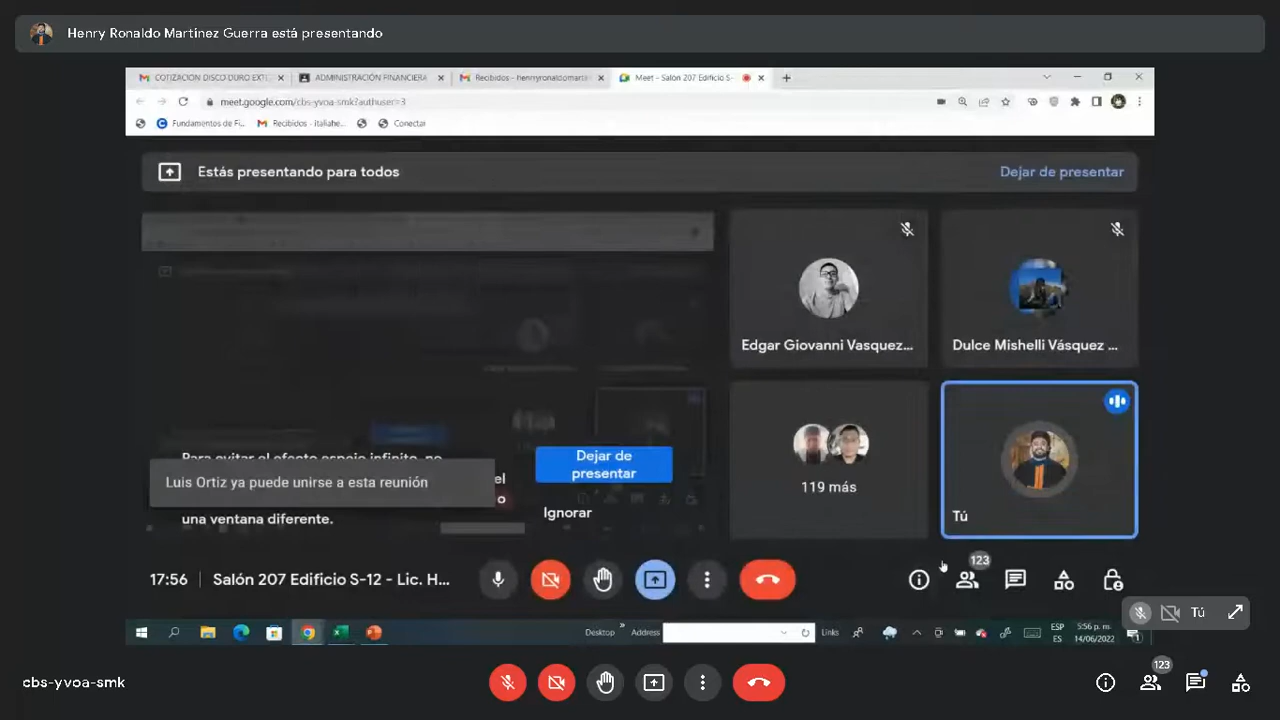 Henry Ronaldo Martinez Guerra está presentando
COTIZACION DISCO DURO EXT
ADMINISTRACIÓN FINANCIERA
Recibidos - henrryronaldomartin
Meet - Salón 207 Edificio S-
meet.google.com/cbs-yvoa-smk?authuser=3
Fundamentos de Fi...
Recibidos - italiahe...
Conectar
Estás presentando para todos
Dejar de presentar
Edgar Giovanni Vasquez...
Dulce Mishelli Vásquez ...
Para evitar el efecto espejo infinito, no
Luis Ortiz ya puede unirse a esta reunión
el
o
una ventana diferente.
Dejar de
presentar
Ignorar
119 más
Tú
17:56
Salón 207 Edificio S-12 - Lic. H...
123
Tú
Desktop
Address
Links
ESP
ES
5:56 p. m.
14/06/2022
1
cbs-yvoa-smk
123